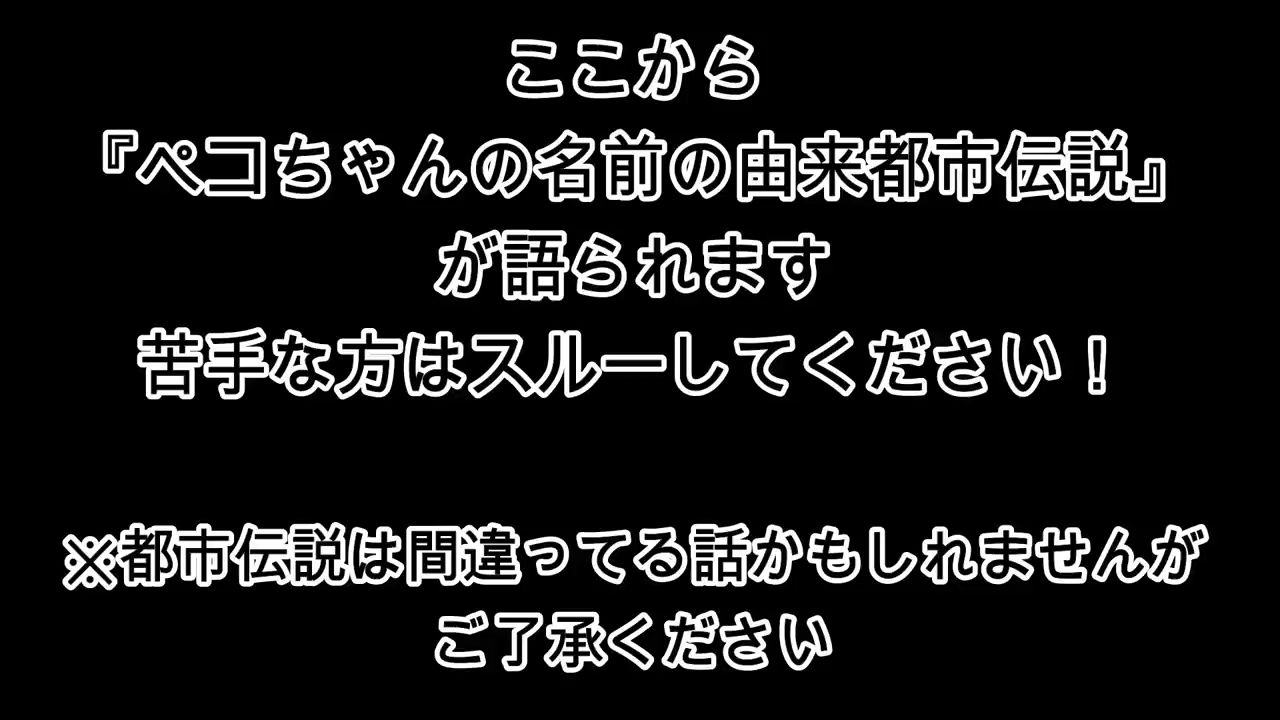 ここから
『ペコちゃんの名前の由来都市伝説』
が語られます
苦手な方はスルーしてください！
※都市伝説は間違ってる話かもしれませんが
ご了承ください